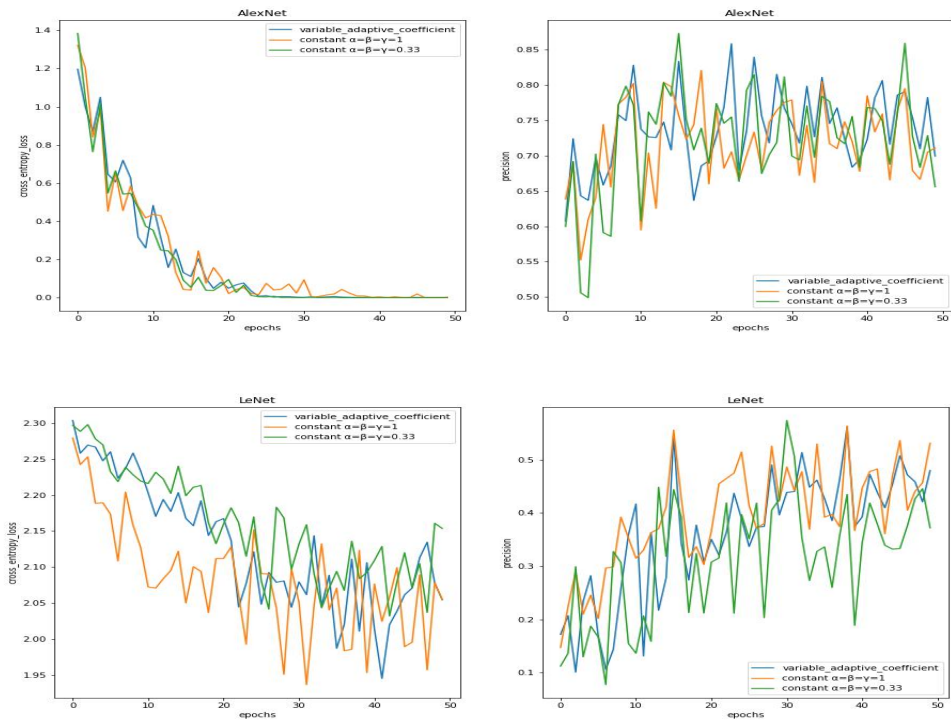 AlexNet
cross_entropy_loss
1.4
1.2
1.0
0.8
0.6
0.4
0.2
0.0
variable_adaptive_coefficient
constant α=β=γ=1
constant α=β=γ=0.33
0
10
20
30
40
50
epochs
AlexNet
precision
0.85
0.80
0.75
0.70
0.65
0.60
0.55
0.50
variable_adaptive_coefficient
constant α=β=γ=1
constant α=β=γ=0.33
0
10
20
30
40
50
epochs
LeNet
cross_entropy_loss
2.30
2.25
2.20
2.15
2.10
2.05
2.00
1.95
variable_adaptive_coefficient
constant α=β=γ=1
constant α=β=γ=0.33
0
10
20
30
40
50
epochs
LeNet
precision
0.5
0.4
0.3
0.2
0.1
variable_adaptive_coefficient
constant α=β=γ=1
constant α=β=γ=0.33
0
10
20
30
40
50
epochs